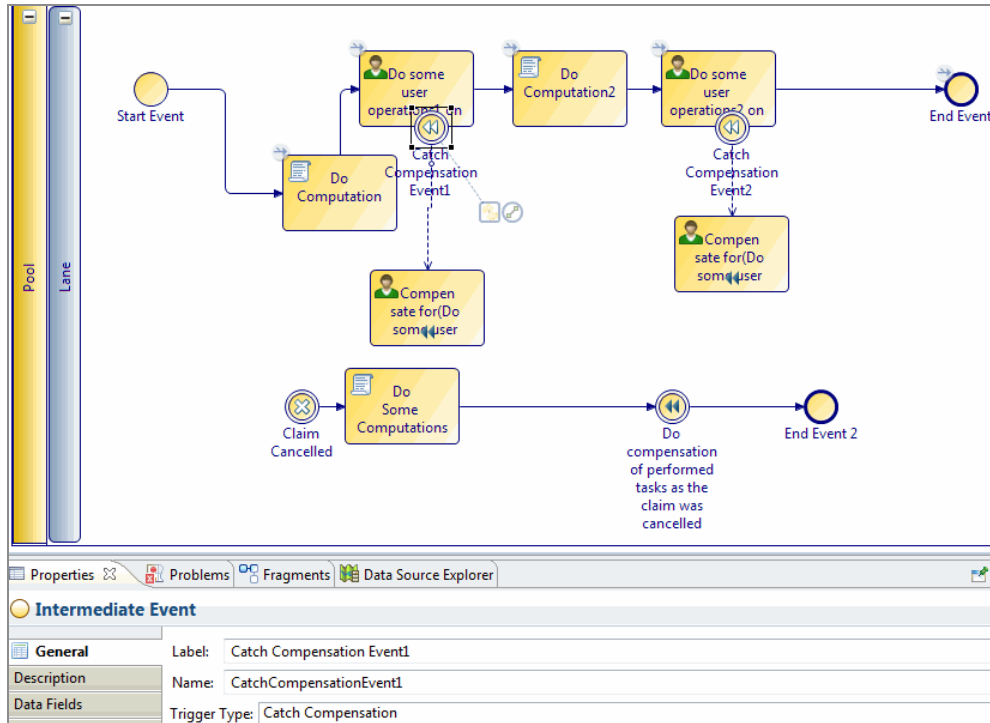 Pool
Lane
Start Event
Do
Computation
Do some
user
operations1 on
Catch
Compensation
Event1
Do
Computation2
Do some
user
operations2 on
Catch
Compensation
Event2
End Event
Compen
sate for(Do
some user
Compen
sate for(Do
some user
Claim
Cancelled
Do
Some
Computations
Do
compensation
of performed
tasks as the
claim was
cancelled
End Event 2
Properties
Problems
Fragments
Data Source Explorer
Intermediate Event
General
Description
Data Fields
Label: Catch Compensation Event1
Name: CatchCompensationEvent1
Trigger Type: Catch Compensation